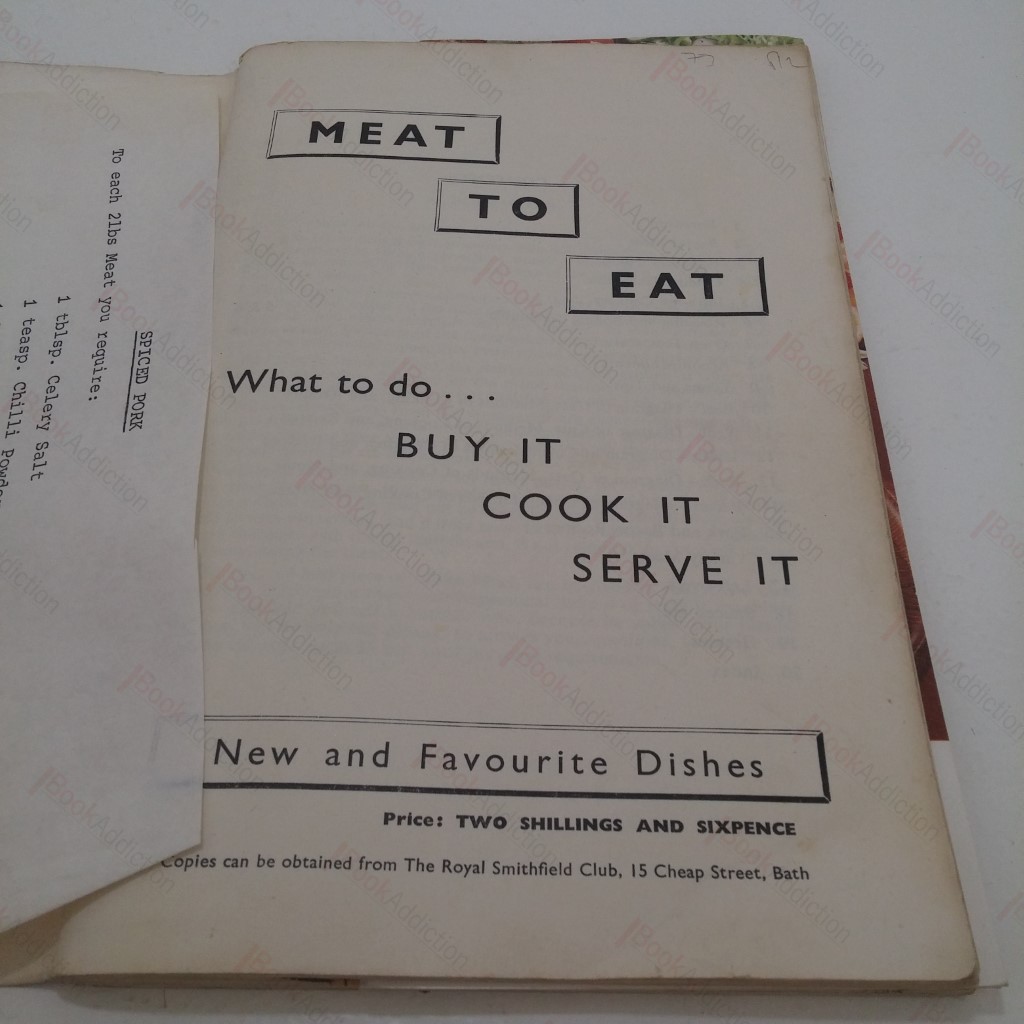 MEAT
TO
EAT
What to do...
BUY IT
COOK IT
SERVE IT
New and Favourite Dishes
Price: TWO SHILLINGS AND SIXPENCE
Copies can be obtained from The Royal Smithfield Club, 15 Cheap Street, Bath
SPICED PORK
To each 2lbs Meat you require:
1 tblsp. Celery Salt
1 teasp. Chilli
BookAddiction